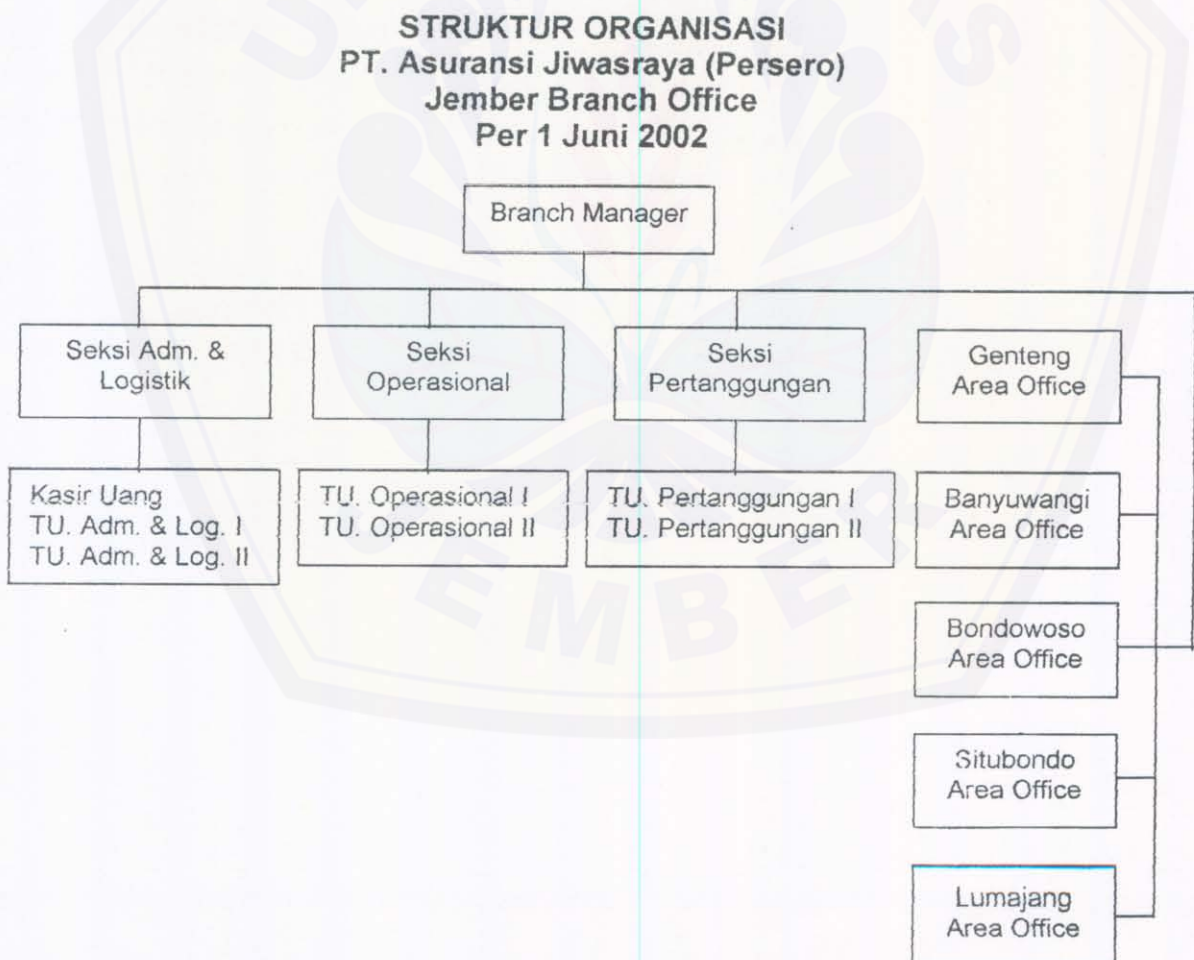 STRUKTUR ORGANISASI
PT. Asuransi Jiwasraya (Persero)
Jember Branch Office
Per 1 Juni 2002
Branch Manager
Seksi Adm. &
Logistik
Seksi
Operasional
Seksi
Pertanggungan
Genteng
Area Office
Kasir Uang
TU. Adm. & Log. I
TU. Adm. & Log. II
TU. Operasional I
TU. Operasional II
TU. Pertanggungan I
TU. Pertanggungan II
Banyuwangi
Area Office
Bondowoso
Area Office
Situbondo
Area Office
Lumajang
Area Office
JEMBER